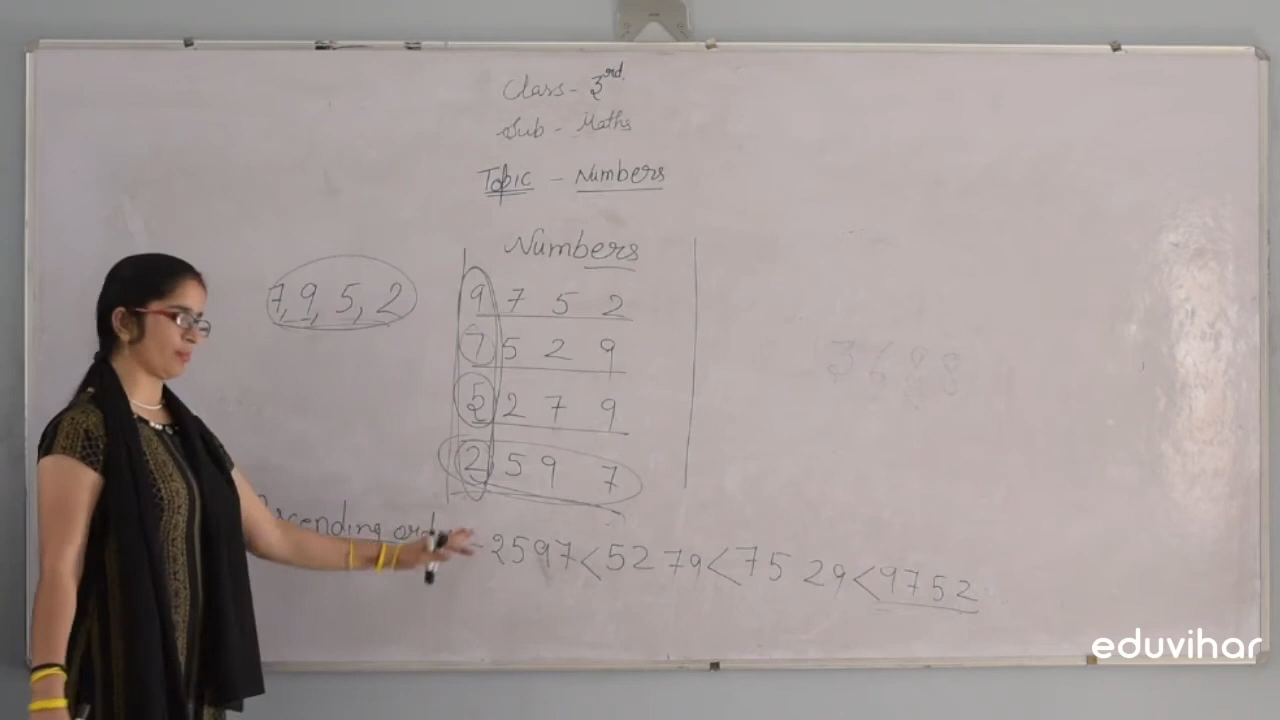 Class - 3rd.
Sub - Maths
Topic - Numbers
Numbers
7, 9, 5, 2
9 7 5 2
7 5 2 9
5 2 7 9
2 5 9 7
- 2597 < 5279 < 7529 < 9752
eduvihar